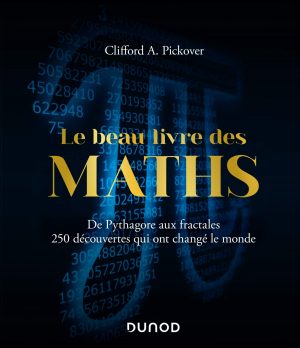 Clifford A. Pickover
Le beau livre des
MATHS
De Pythagore aux fractales
250 découvertes qui ont changé le monde
DUNOD